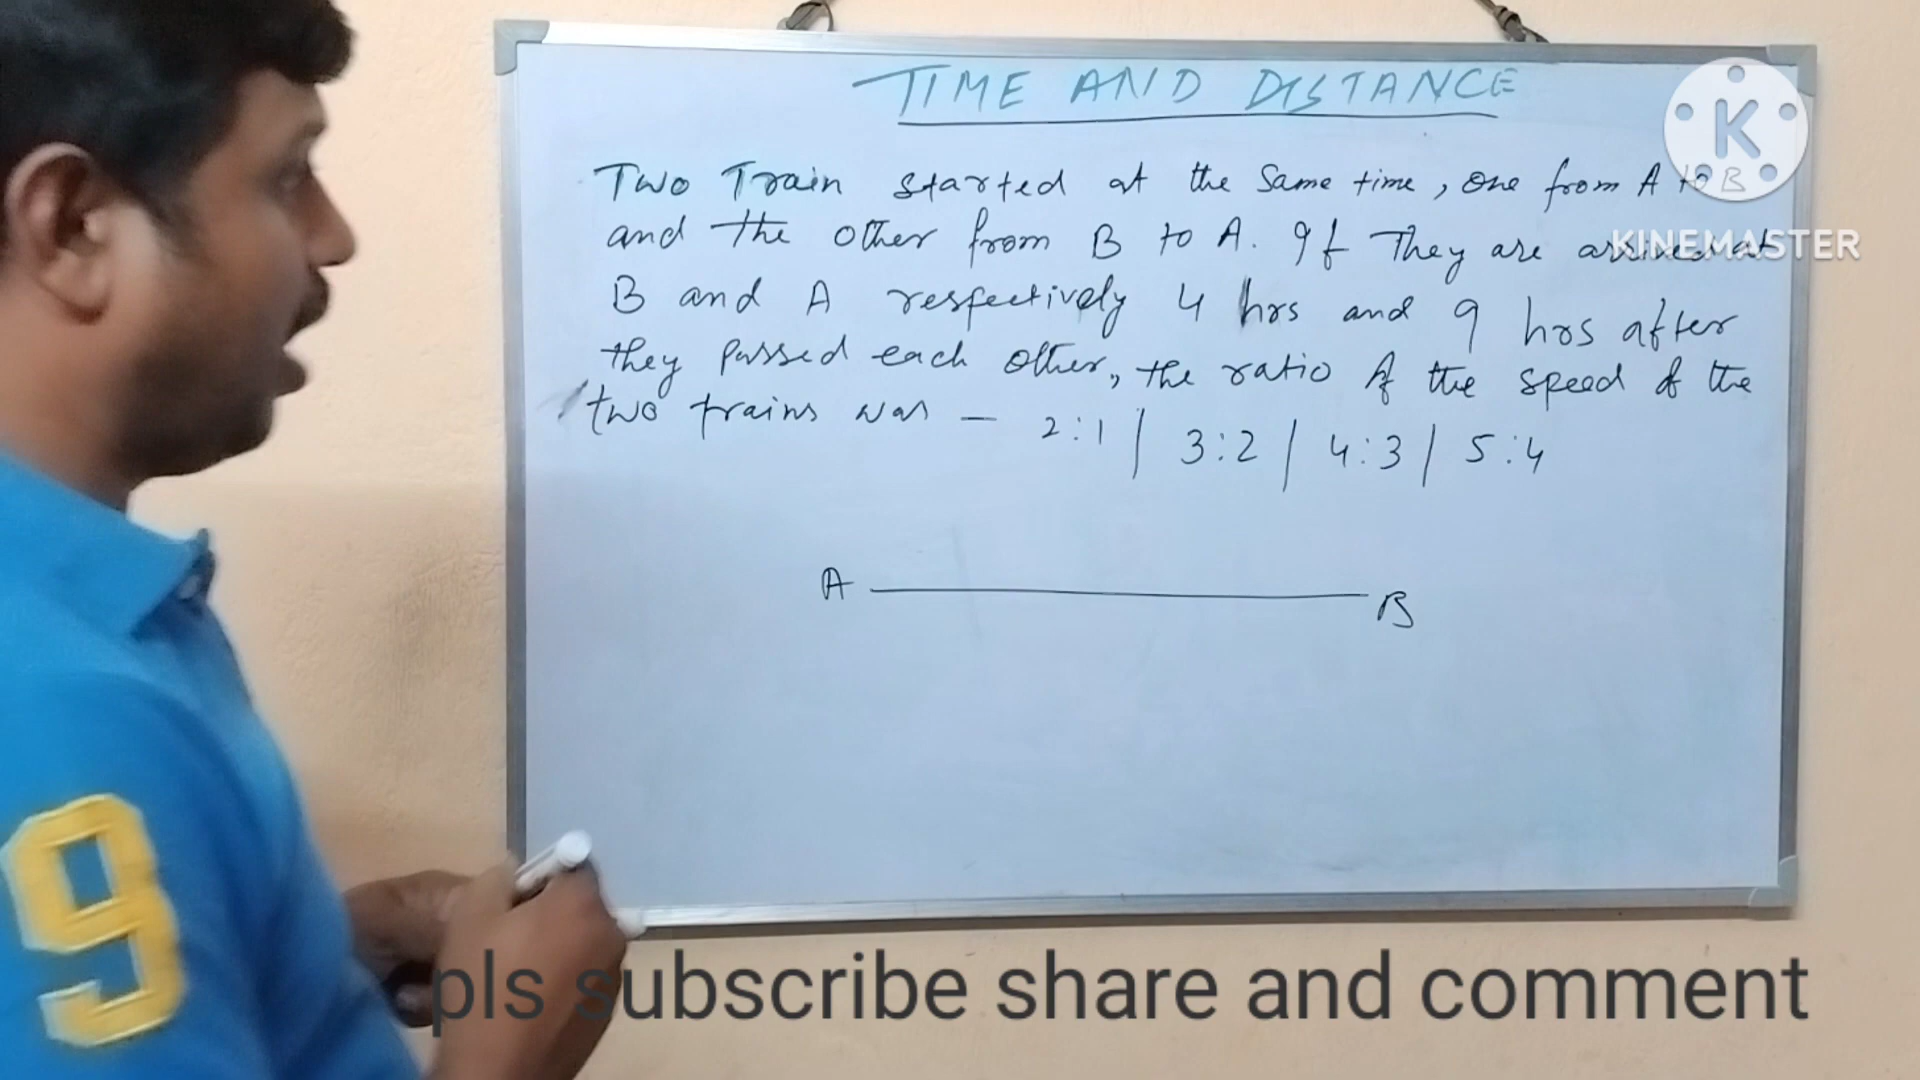 TIME AND DISTANCE
K
Two Train started at the same time, one from A to B
and the other from B to A. If They are arrived at
KINEMASTER
B and A respectively 4 hrs and 9 hrs after
they passed each other, the ratio of the speed of the
two trains was — 2:1 / 3:2 / 4:3 / 5:4
A B
9
pls subscribe share and comment